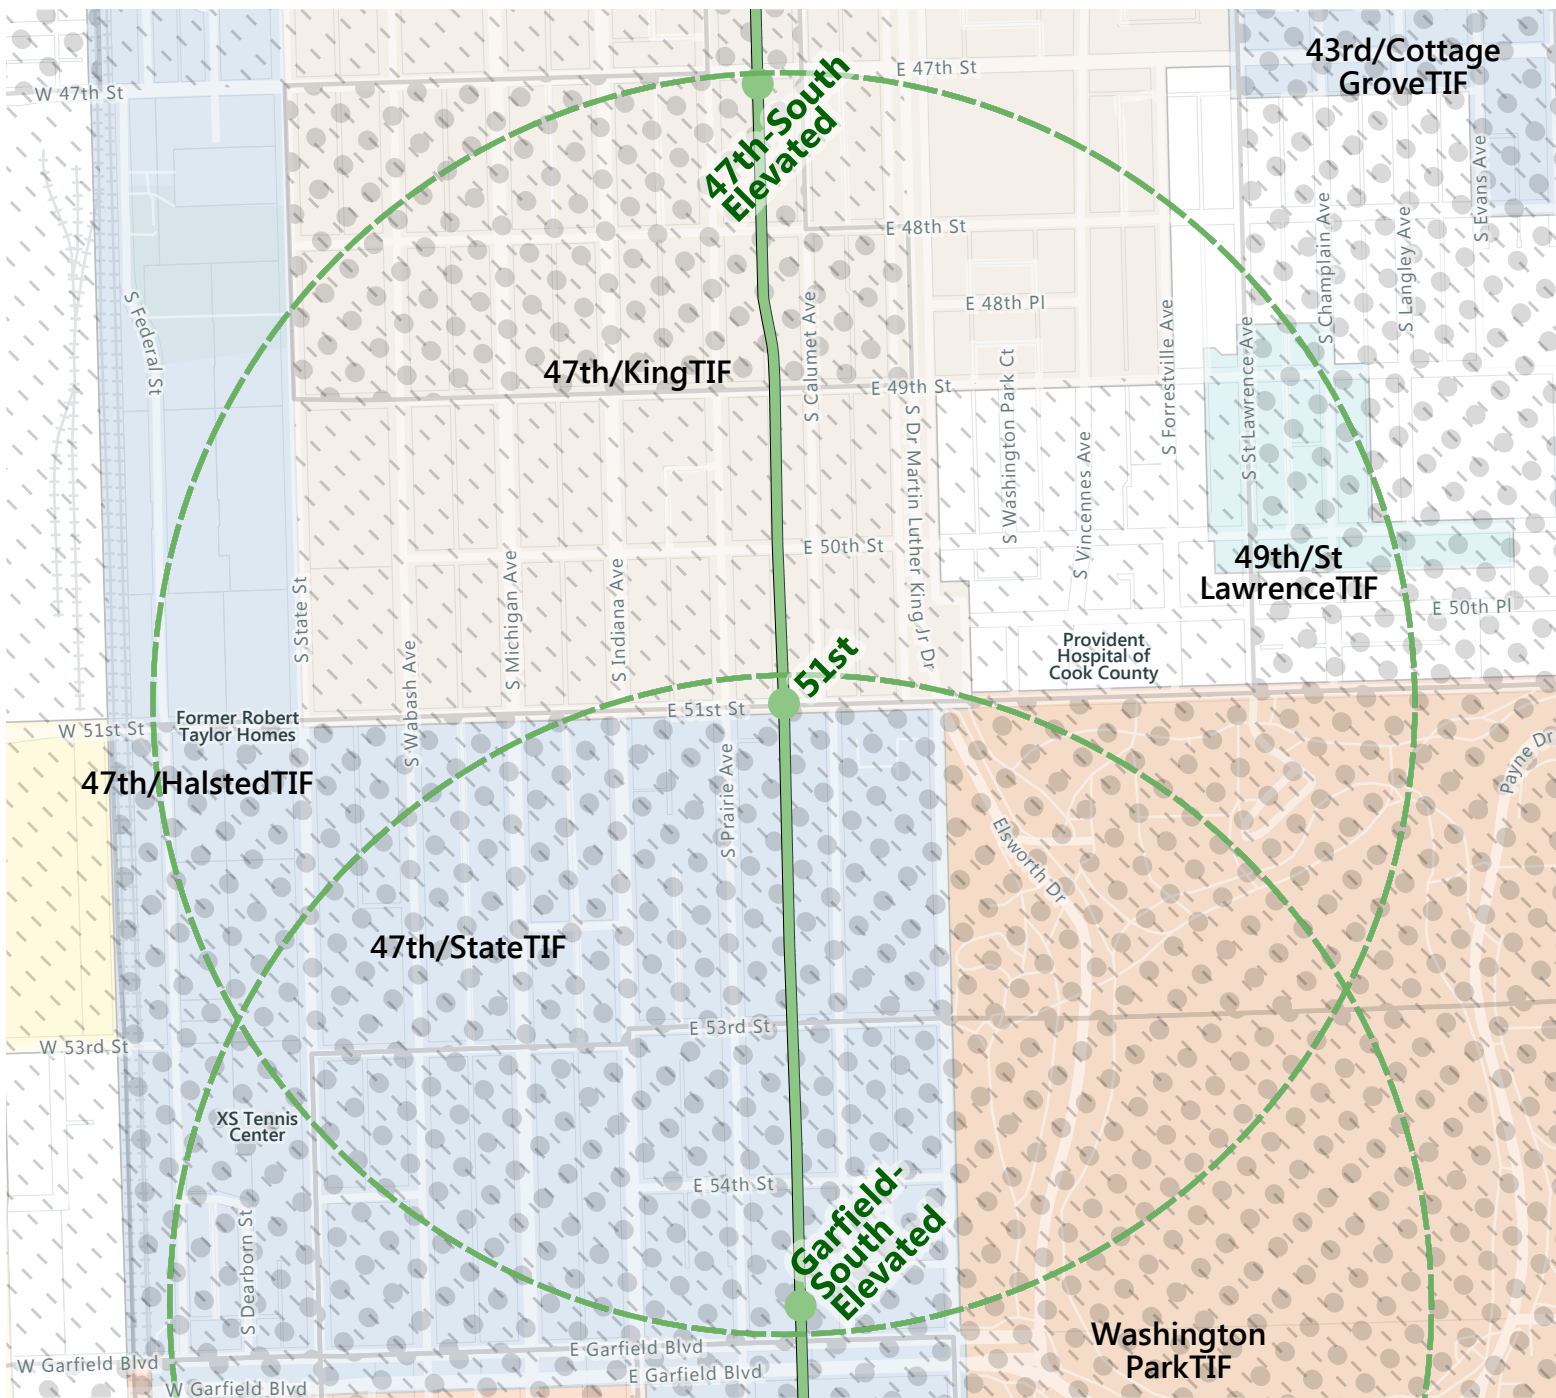 43rd/Cottage
GroveTIF
E 47th St
W 47th St
47th-South
Elevated
S Evans Ave
E 48th St
S Champlain Ave
S Langley Ave
E 48th Pl
S Federal St
S Calumet Ave
S Forrestville Ave
S St Lawrence Ave
47th/KingTIF
E 49th St
S Washington Park Ct
S Dr Martin Luther King Jr Dr
S Vincennes Ave
E 50th St
49th/St
LawrenceTIF
S State St
S Michigan Ave
S Indiana Ave
E 50th Pl
S Wabash Ave
51st
Provident
Hospital of
Cook County
E 51st St
Former Robert
Taylor Homes
W 51st St
47th/HalstedTIF
S Prairie Ave
Payne Dr
Elsworth Dr
47th/StateTIF
E 53rd St
W 53rd St
XS Tennis
Center
E 54th St
Garfield-
South
Elevated
S Dearborn St
Washington
ParkTIF
E Garfield Blvd
W Garfield Blvd
E Garfield Blvd
W Garfield Blvd